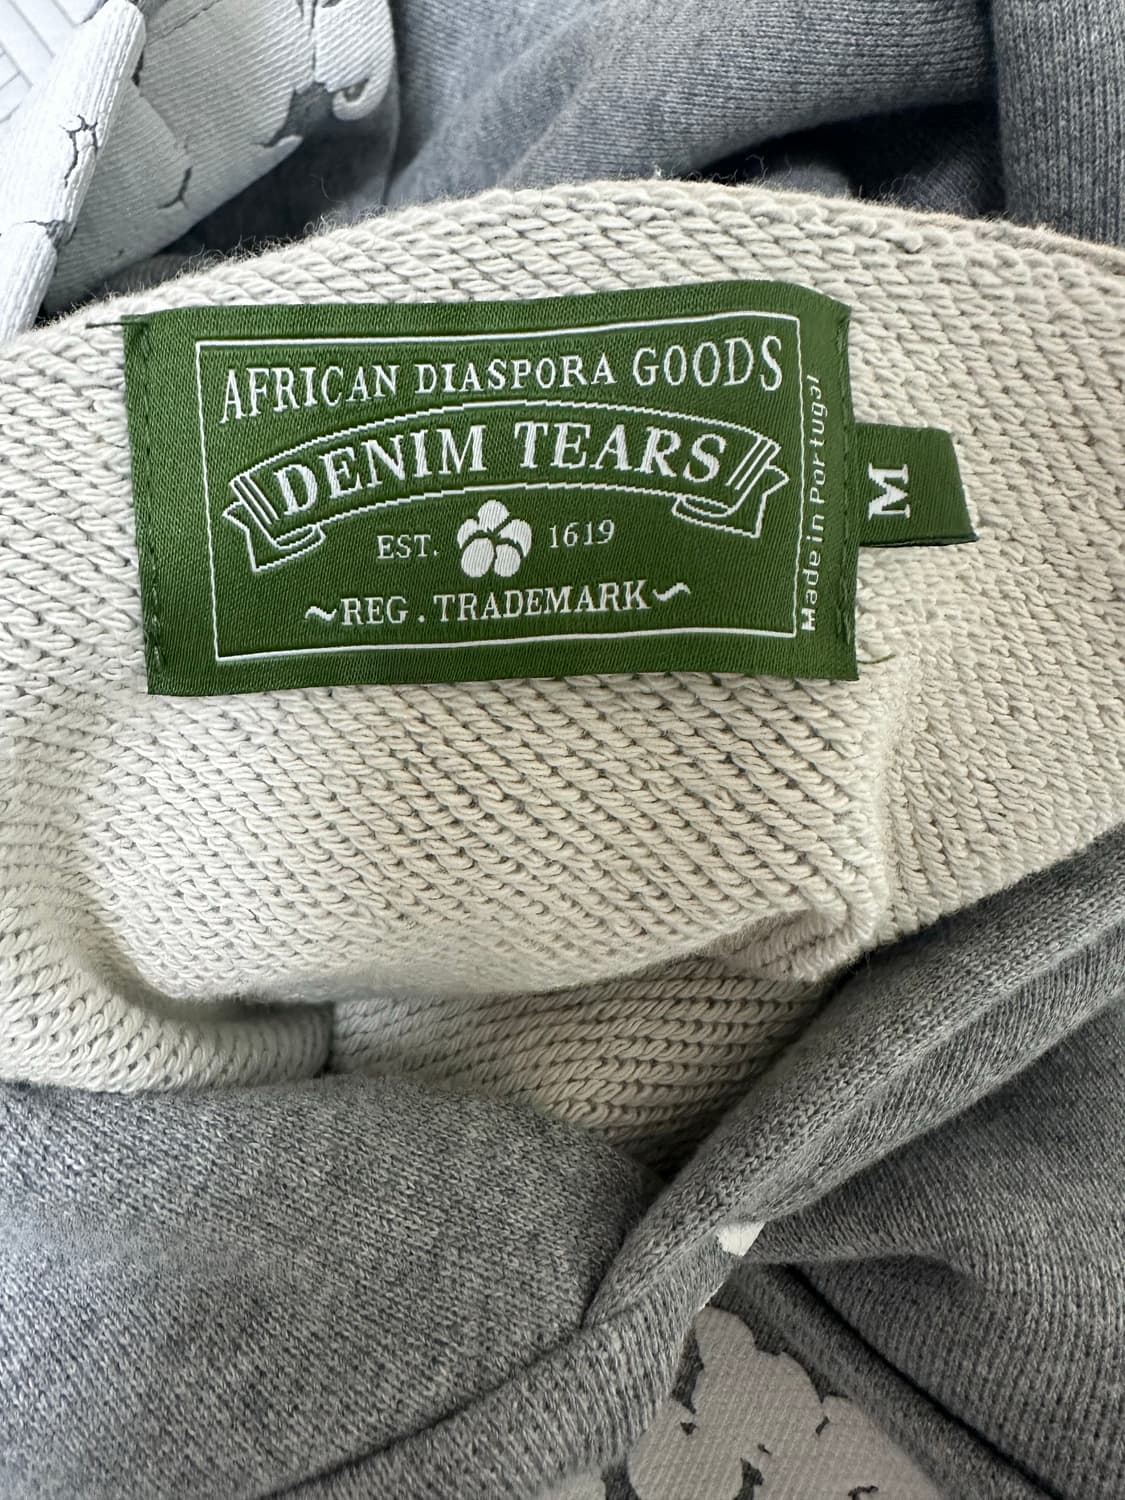 AFRICAN DIASPORA GOODS
DENIM TEARS
EST. 1619
~REG. TRADEMARK~
Made in Portugal
M